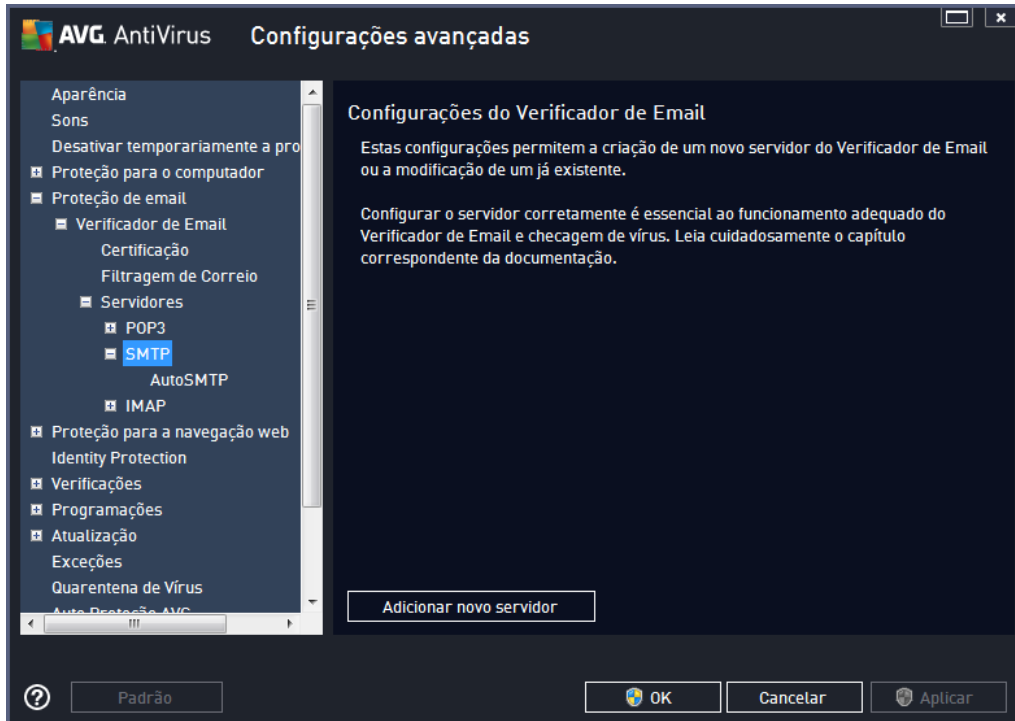 AVG. AntiVirus Configurações avançadas
Aparência
Sons
Desativar temporariamente a pro
Proteção para o computador
Proteção de email
Verificador de Email
Certificação
Filtragem de Correio
Servidores
POP3
SMTP
AutoSMTP
IMAP
Proteção para a navegação web
Identity Protection
Verificações
Programações
Atualização
Exceções
Quarentena de Vírus
Auto Proteção AVG
Configurações do Verificador de Email
Estas configurações permitem a criação de um novo servidor do Verificador de Email
ou a modificação de um já existente.
Configurar o servidor corretamente é essencial ao funcionamento adequado do
Verificador de Email e checagem de vírus. Leia cuidadosamente o capítulo
correspondente da documentação.
Adicionar novo servidor
Padrão
OK
Cancelar
Aplicar